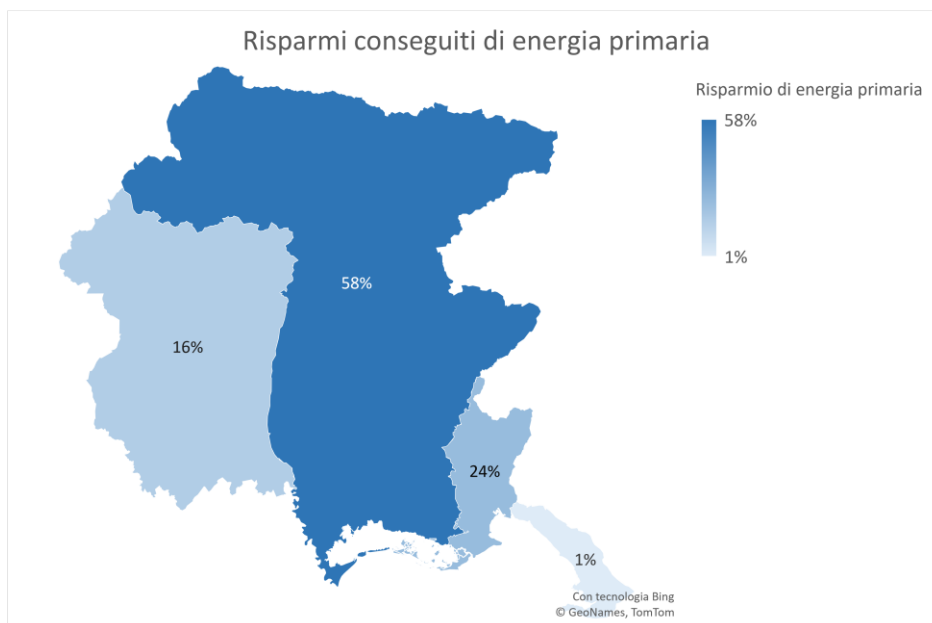 Risparmi conseguiti di energia primaria
Risparmio di energia primaria
58%
1%
58%
16%
24%
1%
Con tecnologia Bing
© GeoNames, TomTom